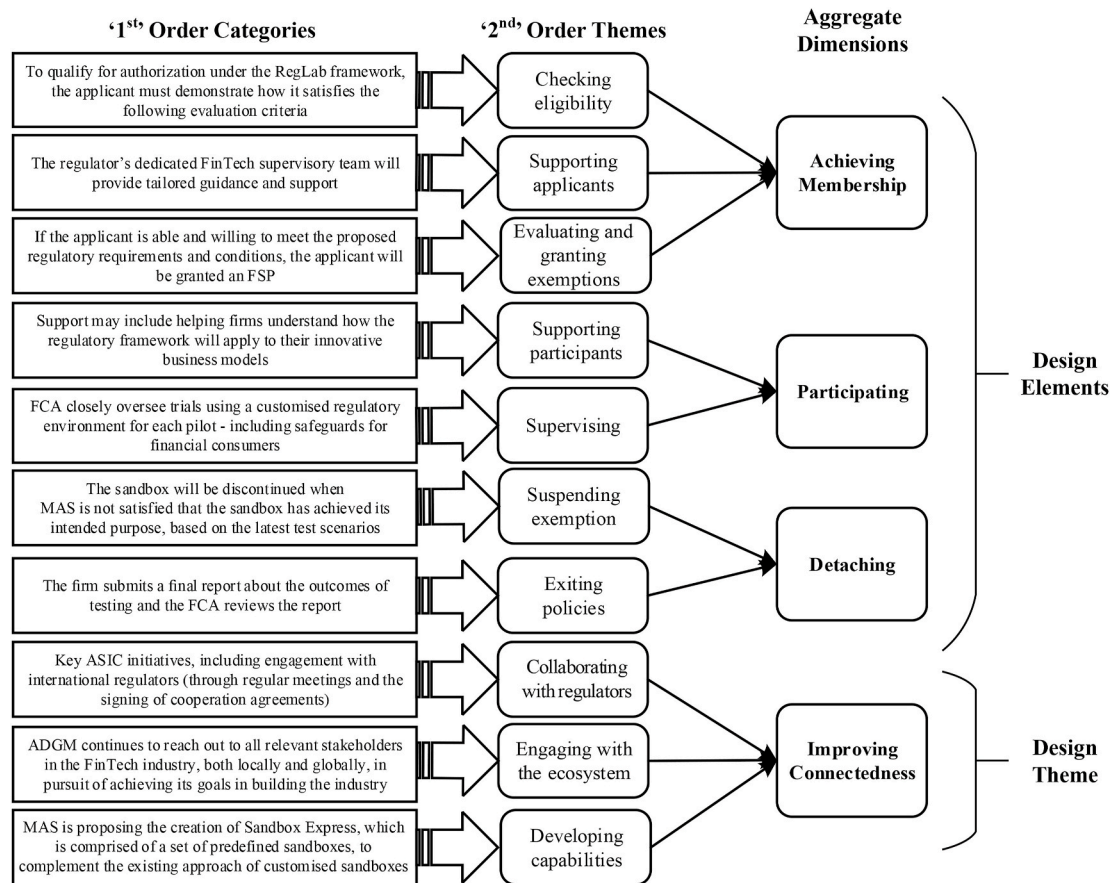 ‘1st’ Order Categories
‘2nd’ Order Themes
Aggregate
Dimensions
To qualify for authorization under the RegLab framework,
the applicant must demonstrate how it satisfies the
following evaluation criteria
Checking
eligibility
The regulator’s dedicated FinTech supervisory team will
provide tailored guidance and support
Supporting
applicants
Achieving
Membership
If the applicant is able and willing to meet the proposed
regulatory requirements and conditions, the applicant will
be granted an FSP
Evaluating and
granting
exemptions
Support may include helping firms understand how the
regulatory framework will apply to their innovative
business models
Supporting
participants
Participating
Design
Elements
FCA closely oversee trials using a customised regulatory
environment for each pilot - including safeguards for
financial consumers
Supervising
The sandbox will be discontinued when
MAS is not satisfied that the sandbox has achieved its
intended purpose, based on the latest test scenarios
Suspending
exemption
Detaching
The firm submits a final report about the outcomes of
testing and the FCA reviews the report
Exiting
policies
Key ASIC initiatives, including engagement with
international regulators (through regular meetings and the
signing of cooperation agreements)
Collaborating
with regulators
ADGM continues to reach out to all relevant stakeholders
in the FinTech industry, both locally and globally, in
pursuit of achieving its goals in building the industry
Engaging with
the ecosystem
Improving
Connectedness
Design
Theme
MAS is proposing the creation of Sandbox Express, which
is comprised of a set of predefined sandboxes, to
complement the existing approach of customised sandboxes
Developing
capabilities